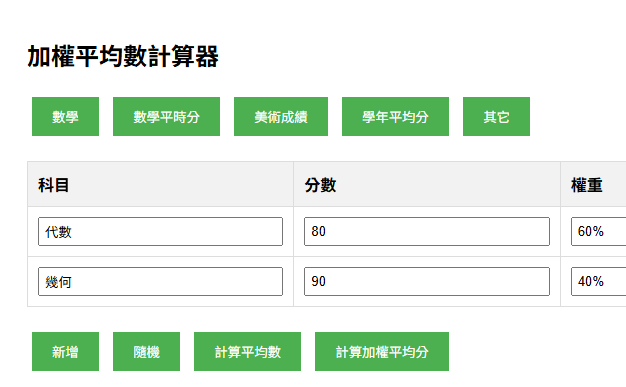 加權平均數計算器
數學 數學平時分 美術成績 學年平均分 其它
科目 分數 權重
代數 80 60%
幾何 90 40%
新增 隨機 計算平均數 計算加權平均分